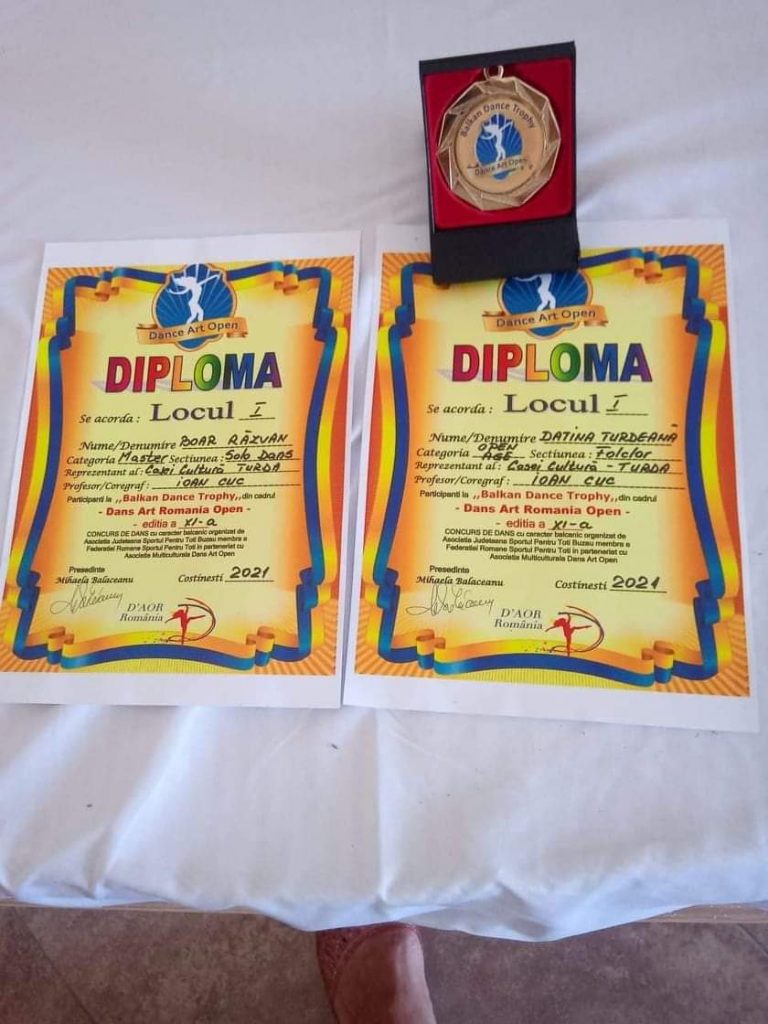 Balkan Dance Trophy
Dance Art Open
Dance Art Open
DIPLOMA
Se acorda : Locul I
Nume/Denumire BOAR RĂZVAN
Categoria Master Sectiunea : Solo Dans
Reprezentant al : Casei Cultură TURDA
Profesor/Coregraf : IOAN CUC
Participanti la ,,Balkan Dance Trophy,, din cadrul
- Dans Art Romania Open -
- editia a XI-a
CONCURS DE DANS cu caracter balcanic organizat de
Asociatia Judeteana Sportul Pentru Toti Buzau membra a
Federatiei Romane Sportul Pentru Toti in parteneriat cu
Asociatia Multiculturala Dans Art Open
Presedinte
Mihaela Balaceanu Costinesti 2021
D'AOR
România
Dance Art Open
DIPLOMA
Se acorda : Locul I
Nume/Denumire DATINA TURDEANĂ
Categoria OPEN AGE Sectiunea : Folclor
Reprezentant al : Casei Cultură - TURDA
Profesor/Coregraf : IOAN CUC
Participanti la ,,Balkan Dance Trophy,, din cadrul
- Dans Art Romania Open -
- editia a XI-a
CONCURS DE DANS cu caracter balcanic organizat de
Asociatia Judeteana Sportul Pentru Toti Buzau membra a
Federatiei Romane Sportul Pentru Toti in parteneriat cu
Asociatia Multiculturala Dans Art Open
Presedinte
Mihaela Balaceanu Costinesti 2021
D'AOR
România